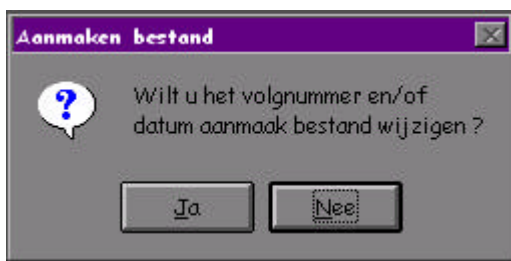 Aanmaken bestand
Wilt u het volgnummer en/of
datum aanmaak bestand wijzigen ?
Ja
Nee